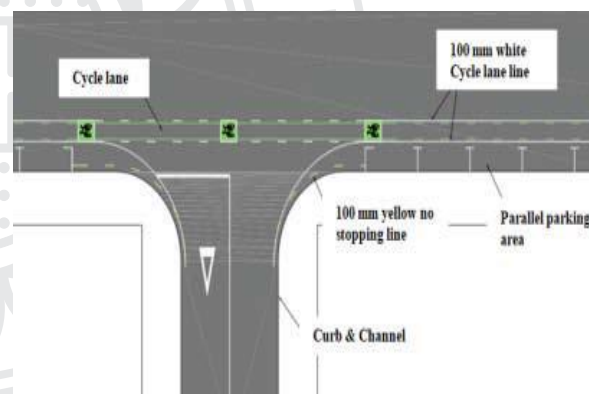 100 mm white
Cycle lane line
Cycle lane
100 mm yellow no
stopping line
Parallel parking
area
Curb & Channel